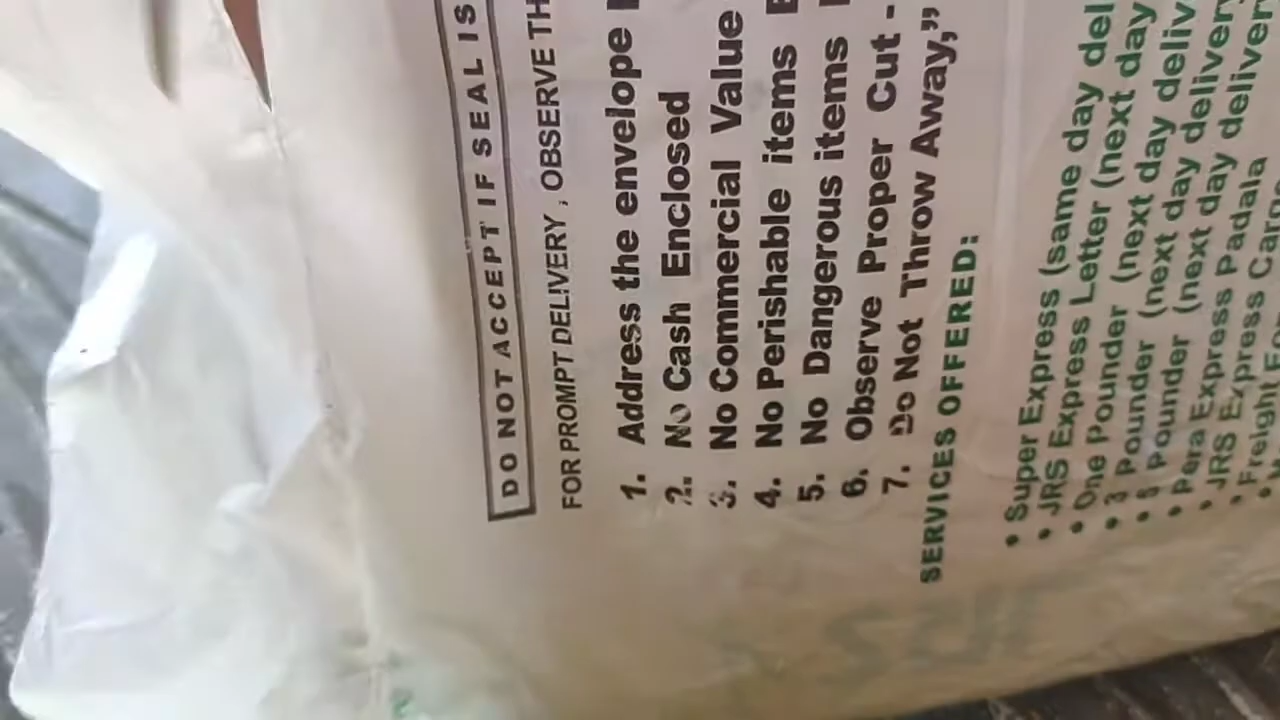 DO NOT ACCEPT IF SEAL IS
FOR PROMPT DELIVERY, OBSERVE TH
1. Address the envelope
2. No Cash Enclosed
3. No Commercial Value
4. No Perishable items
5. No Dangerous items
6. Observe Proper Cut -
7. Do Not Throw Away,”
SERVICES OFFERED:
• Super Express (same day del
• JRS Express Letter (next day
• One Pounder (next day deliv
• 3 Pounder (next day delivery
• 5 Pounder (next day delivery
• Pera Express Padala
• JRS Express Cargo
• Freight